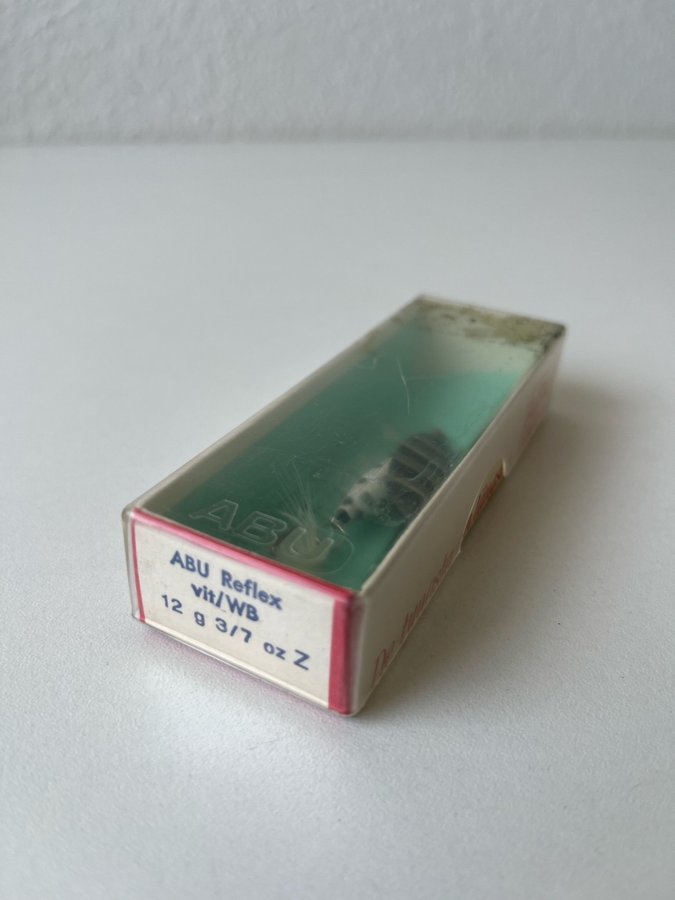 ABU
ABU Reflex
vit/WB
12 g 3/7 oz Z